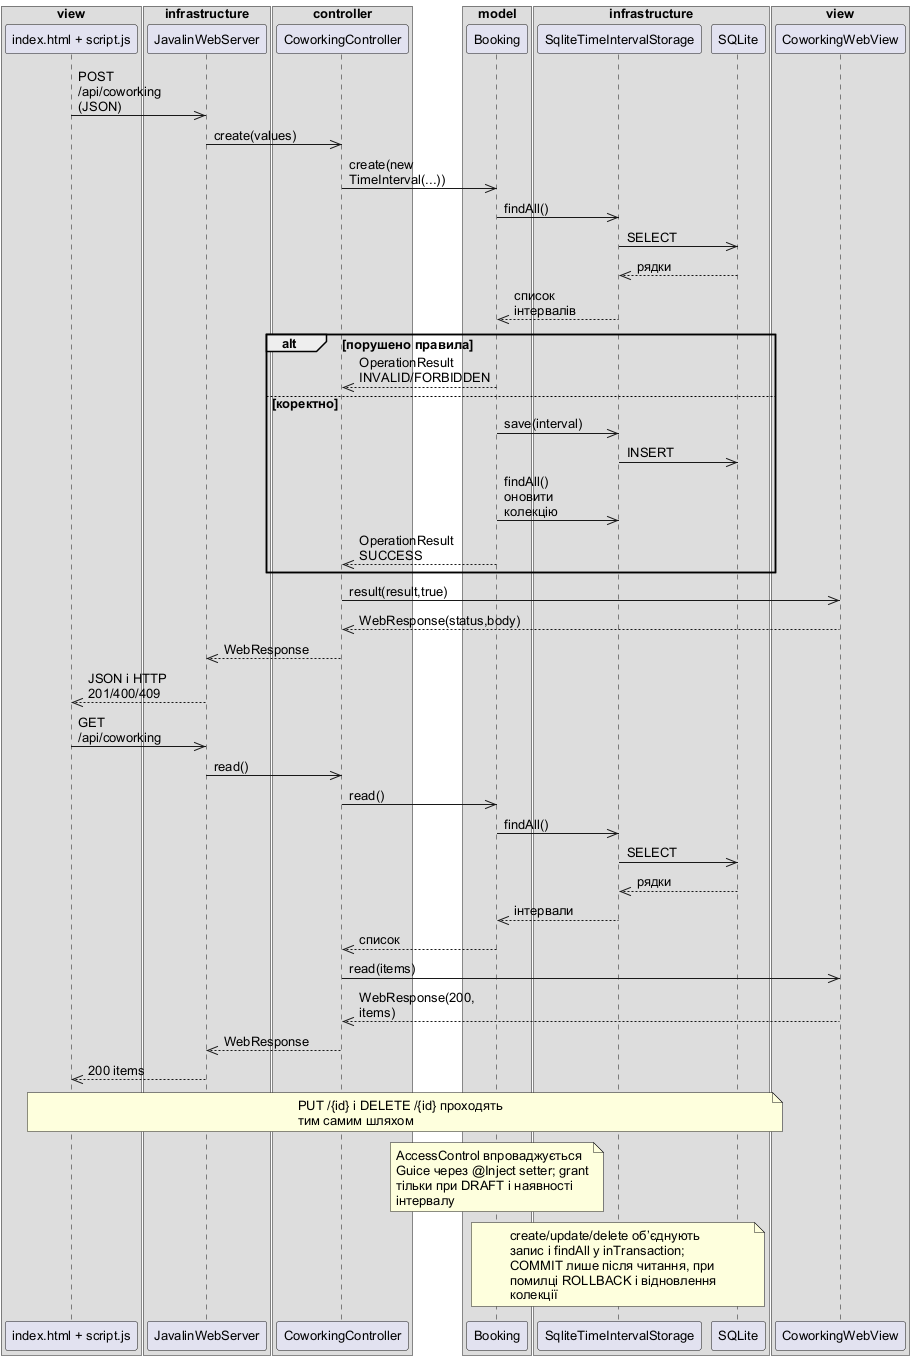 view
infrastructure
controller
model
infrastructure
view
index.html + script.js
JavalinWebServer
CoworkingController
Booking
SqliteTimeIntervalStorage
SQLite
CoworkingWebView
POST
/api/coworking
(JSON)
create(values)
create(new
TimeInterval(...))
findAll()
SELECT
рядки
список
інтервалів
alt
[порушено правила]
OperationResult
INVALID/FORBIDDEN
[коректно]
save(interval)
INSERT
findAll()
оновити
колекцію
OperationResult
SUCCESS
result(result,true)
WebResponse(status,body)
WebResponse
JSON і HTTP
201/400/409
GET
/api/coworking
read()
read()
findAll()
SELECT
рядки
інтервали
список
read(items)
WebResponse(200,
items)
WebResponse
200 items
PUT /{id} і DELETE /{id} проходять
тим самим шляхом
AccessControl впроваджується
Guice через @Inject setter; grant
тільки при DRAFT і наявності
інтервалу
create/update/delete об'єднують
запис і findAll у inTransaction;
COMMIT лише після читання, при
помилці ROLLBACK і відновлення
колекції
index.html + script.js
JavalinWebServer
CoworkingController
Booking
SqliteTimeIntervalStorage
SQLite
CoworkingWebView